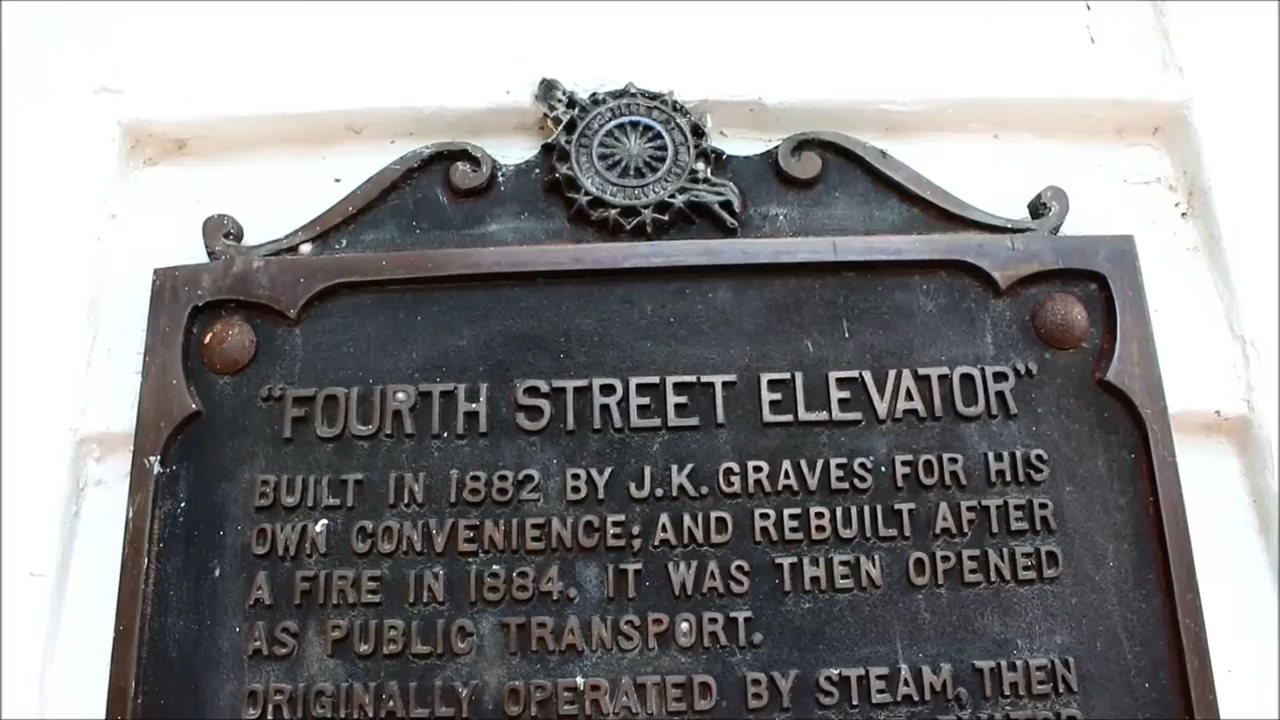 "FOURTH STREET ELEVATOR"
BUILT IN 1882 BY J.K. GRAVES FOR HIS
OWN CONVENIENCE; AND REBUILT AFTER
A FIRE IN 1884. IT WAS THEN OPENED
AS PUBLIC TRANSPORT.
ORIGINALLY OPERATED BY STEAM, THEN